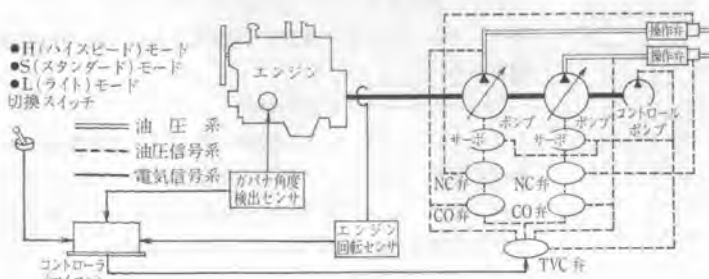 ●H(ハイスピード)モード
●S(スタンダード)モード
●L(ライト)モード
切換スイッチ
油圧系
油圧信号系
電気信号系
エンジン
ガバナ角度
検出センサ
エンジン
回転センサ
コントローラ
操作弁
操作弁
ポンプ
ポンプ
コントロール
ポンプ
サーボ
サーボ
NC弁
NC弁
CO弁
CO弁
TVC弁